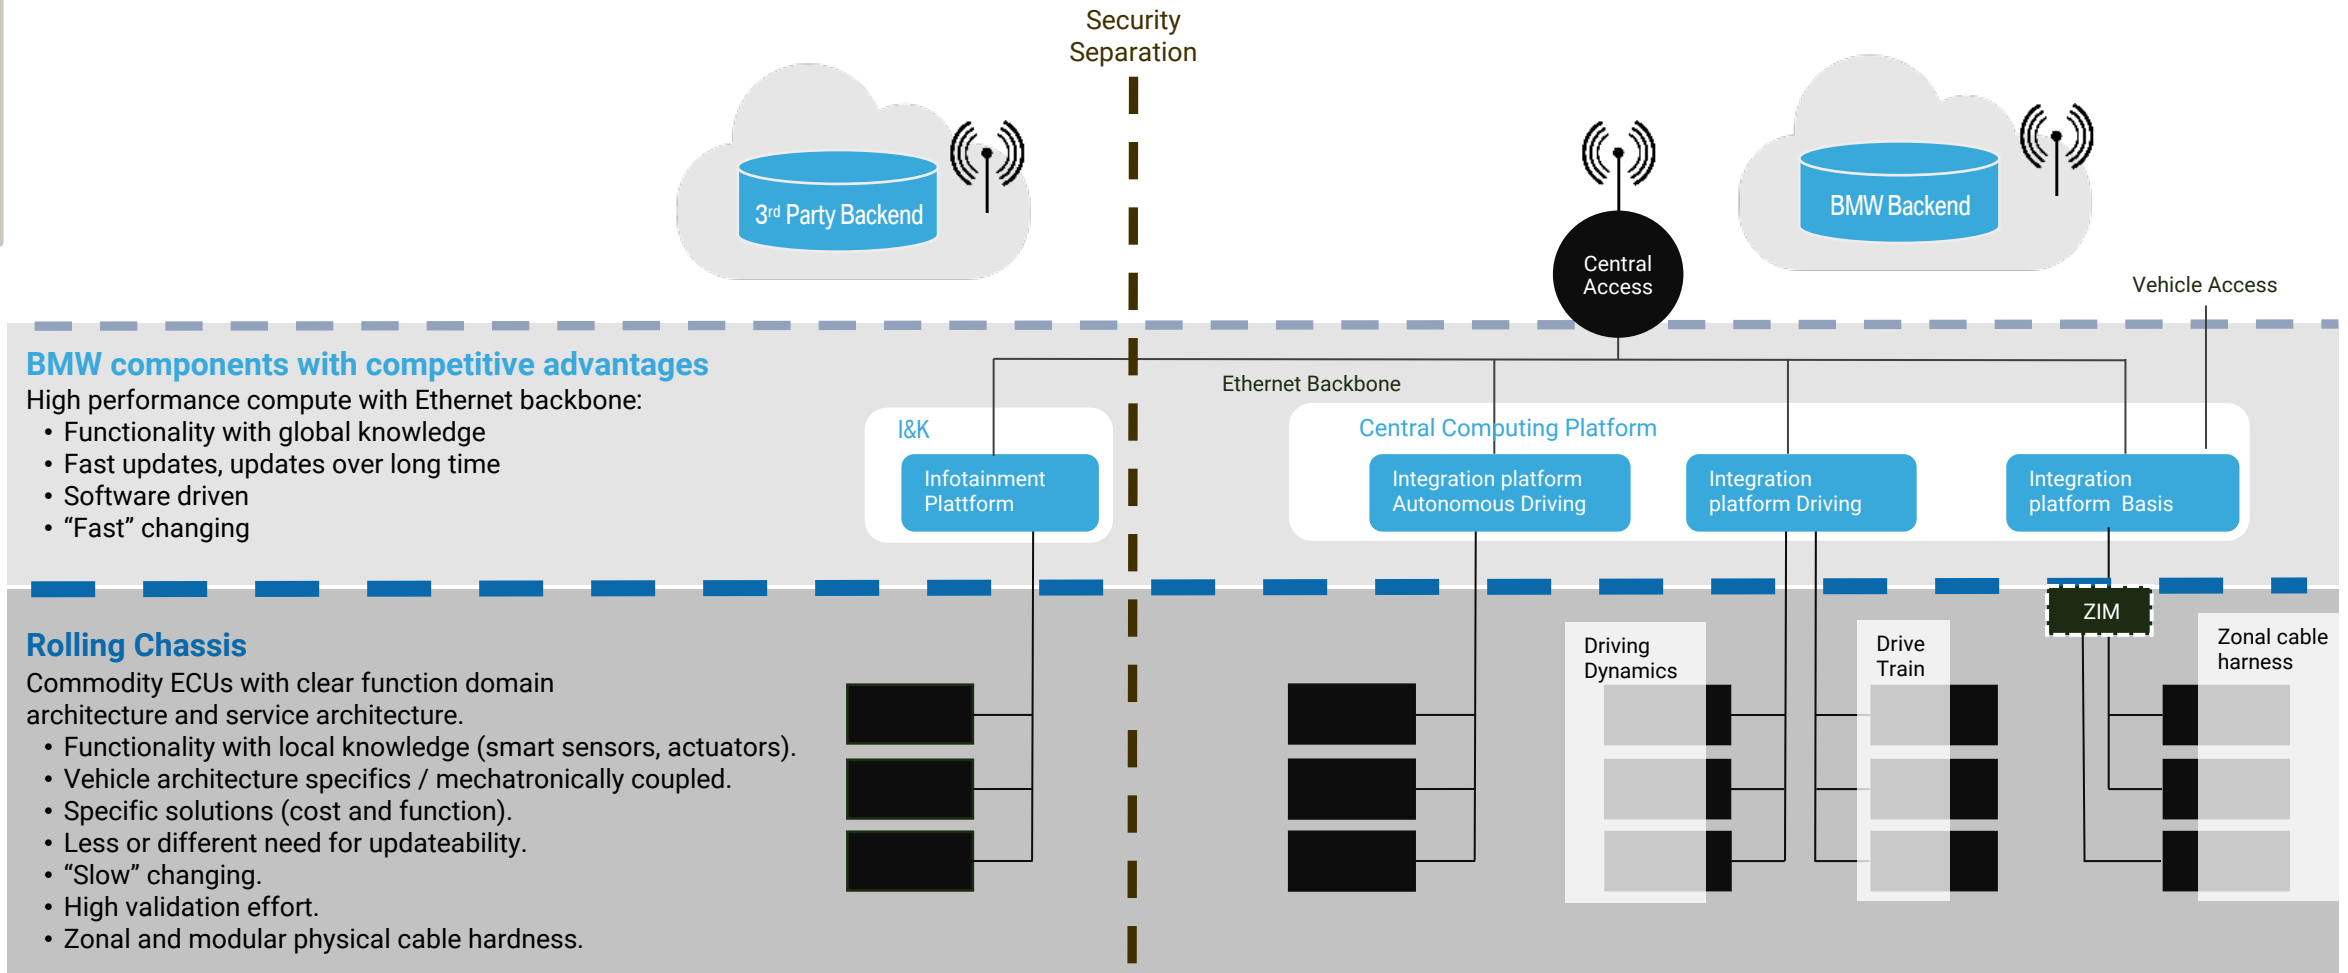 Security
Separation
3rd Party Backend
BMW Backend
Central
Access
Vehicle Access
BMW components with competitive advantages
High performance compute with Ethernet backbone:
• Functionality with global knowledge
• Fast updates, updates over long time
• Software driven
• “Fast” changing
Ethernet Backbone
I&K
Infotainment
Plattform
Central Computing Platform
Integration platform
Autonomous Driving
Integration
platform Driving
Integration
platform Basis
ZIM
Rolling Chassis
Commodity ECUs with clear function domain
architecture and service architecture.
• Functionality with local knowledge (smart sensors, actuators).
• Vehicle architecture specifics / mechatronically coupled.
• Specific solutions (cost and function).
• Less or different need for updateability.
• “Slow” changing.
• High validation effort.
• Zonal and modular physical cable hardness.
Driving
Dynamics
Drive
Train
Zonal cable
harness